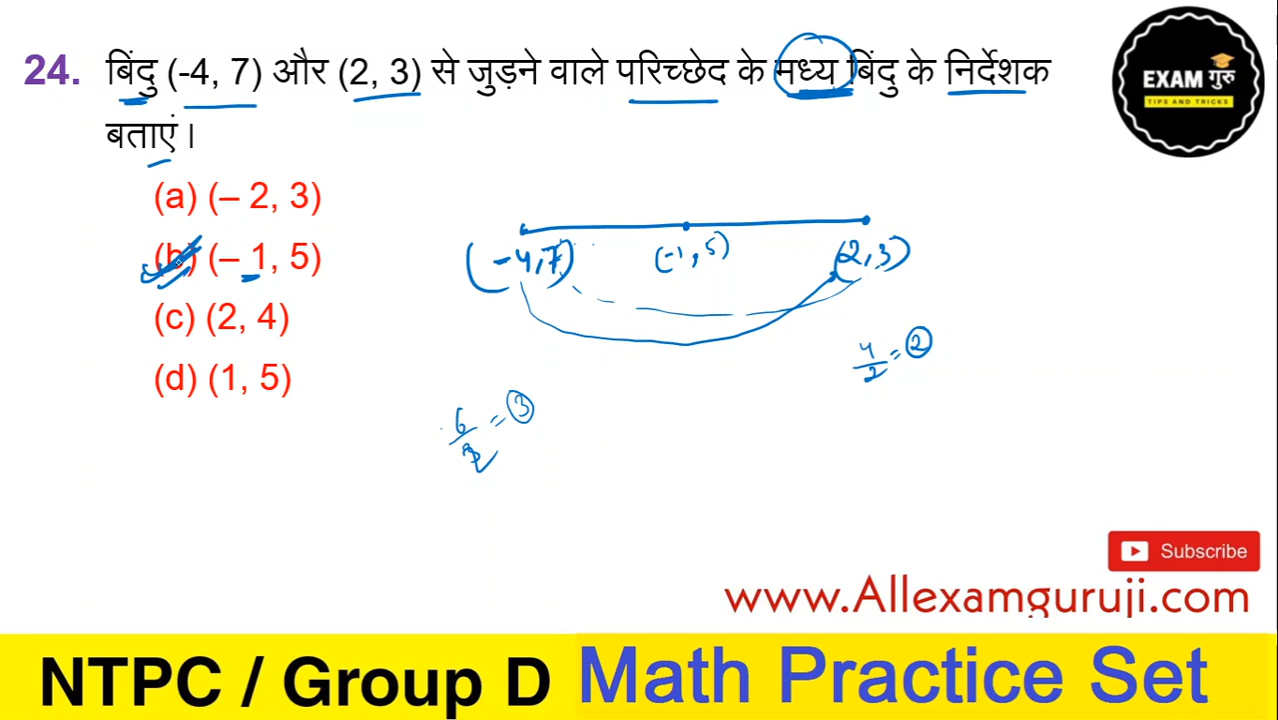 24. बिंदु (-4, 7) और (2, 3) से जुड़ने वाले परिच्छेद के मध्य बिंदु के निर्देशक
बताएं।
EXAM गुरु
TIPS AND TRICKS
(a) (– 2, 3)
(b) (– 1, 5)
(c) (2, 4)
(d) (1, 5)
(-4,7) (-1,5) (2,3)
4/2 = 2
6/2 = 3
Subscribe
www.Allexamguruji.com
NTPC / Group D Math Practice Set